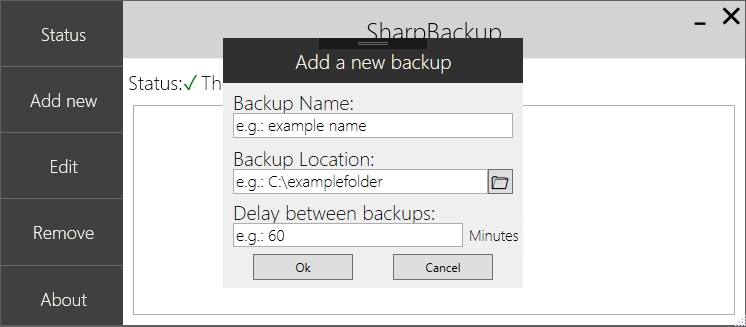 Status
Add new
Edit
Remove
About
SharpBackup
Status:✓ Th
Add a new backup
Backup Name:
e.g.: example name
Backup Location:
e.g.: C:\examplefolder
Delay between backups:
e.g.: 60 Minutes
Ok Cancel